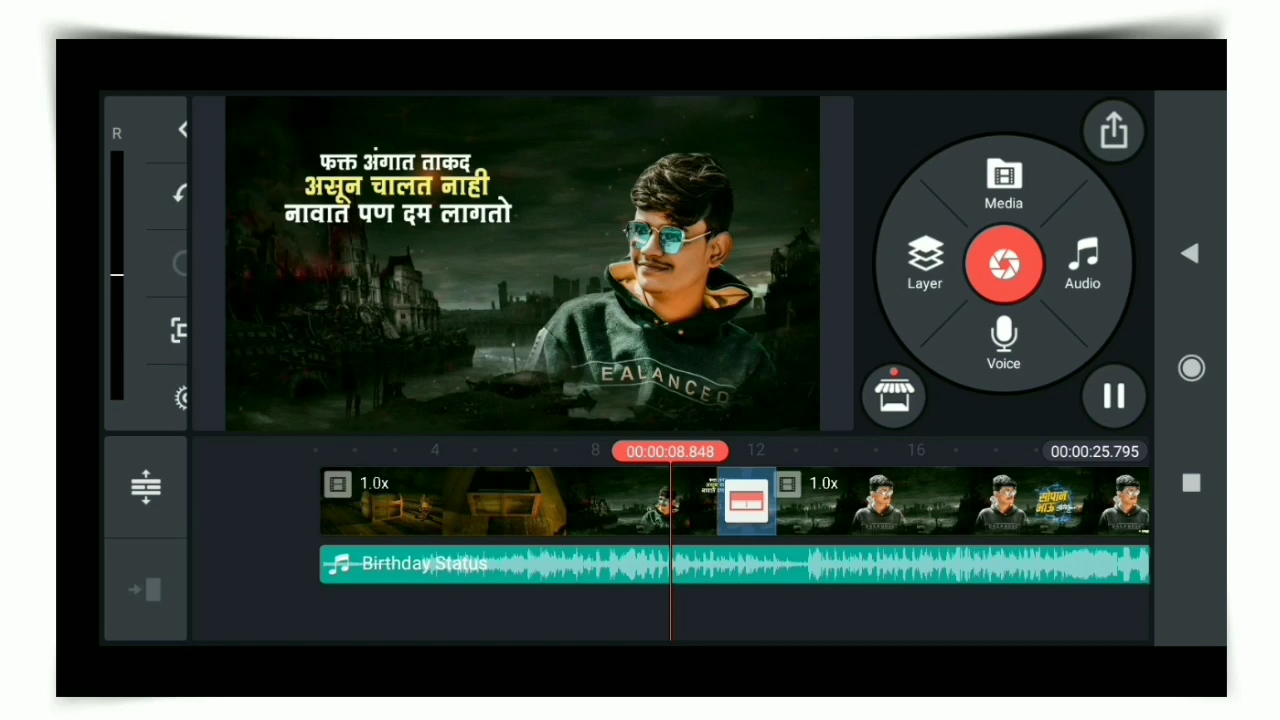 R
फक्त अंगात ताकद
असून चालत नाही
नावात पण दम लागतो
EALANCED
Media
Layer
Audio
Voice
4
8
00:00:08.848
12
16
00:00:25.795
1.0x
1.0x
सोपान
भाऊ
Birthday Status